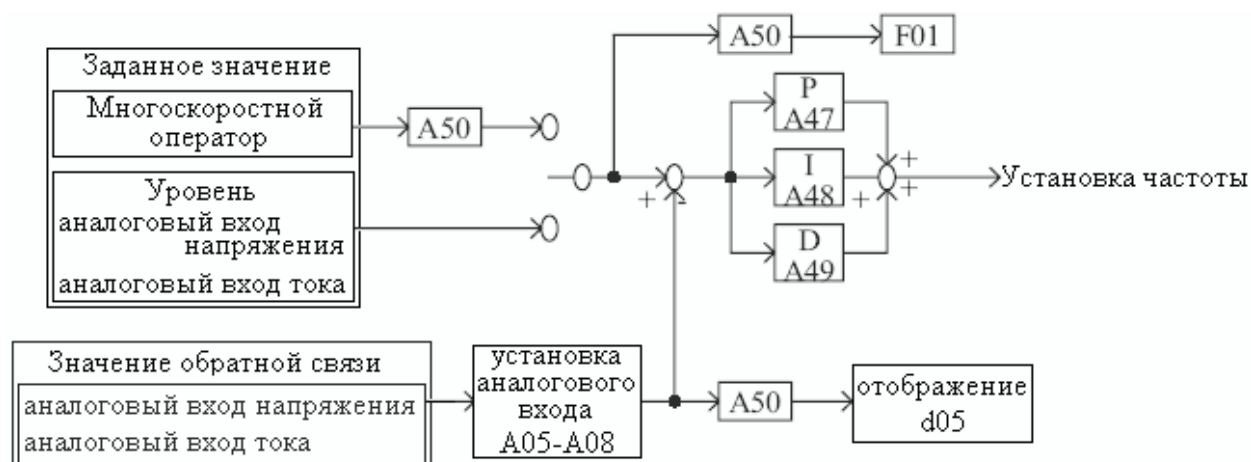 Заданное значение
Многоскоростной
оператор
A50
Уровень
аналоговый вход
напряжения
аналоговый вход тока
A50
F01
P
A47
I
A48
D
A49
+
-
+
+
+
Установка частоты
Значение обратной связи
аналоговый вход напряжения
аналоговый вход тока
установка
аналогового
входа
A05-A08
A50
отображение
d05